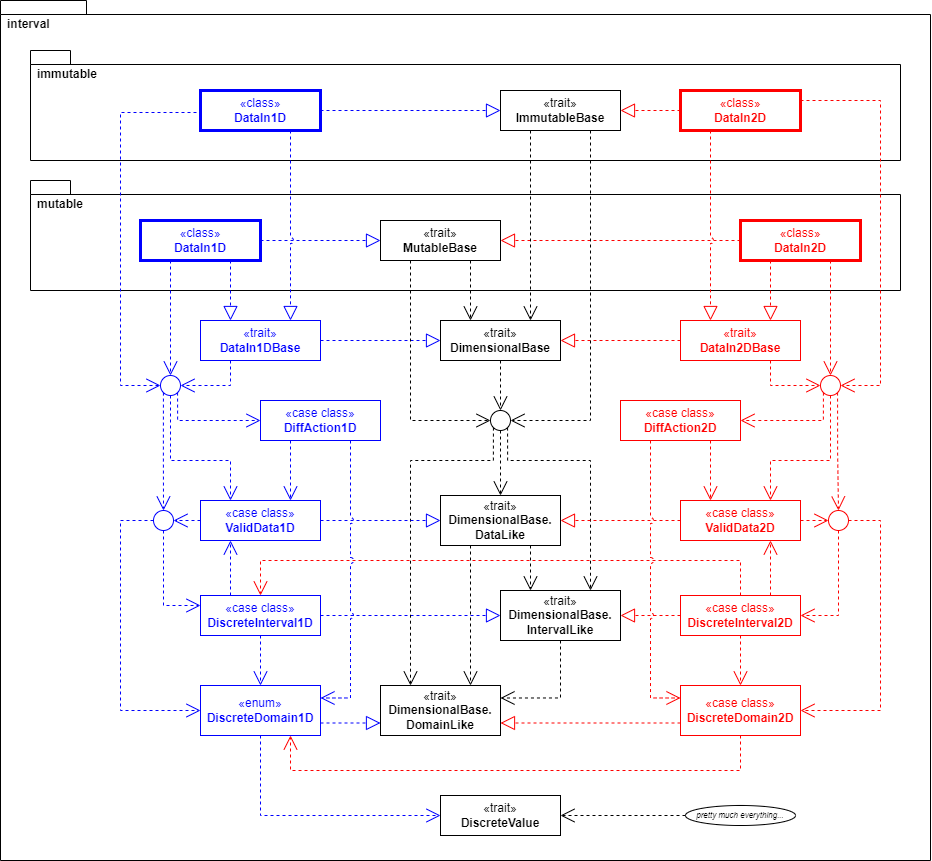 interval
immutable
«class»
DataIn1D
«trait»
ImmutableBase
«class»
DataIn2D
mutable
«class»
DataIn1D
«trait»
MutableBase
«class»
DataIn2D
«trait»
DataIn1DBase
«trait»
DimensionalBase
«trait»
DataIn2DBase
«case class»
DiffAction1D
«case class»
DiffAction2D
«case class»
ValidData1D
«trait»
DimensionalBase.
DataLike
«case class»
ValidData2D
«case class»
DiscreteInterval1D
«trait»
DimensionalBase.
IntervalLike
«case class»
DiscreteInterval2D
«enum»
DiscreteDomain1D
«trait»
DimensionalBase.
DomainLike
«case class»
DiscreteDomain2D
«trait»
DiscreteValue
pretty much everything...